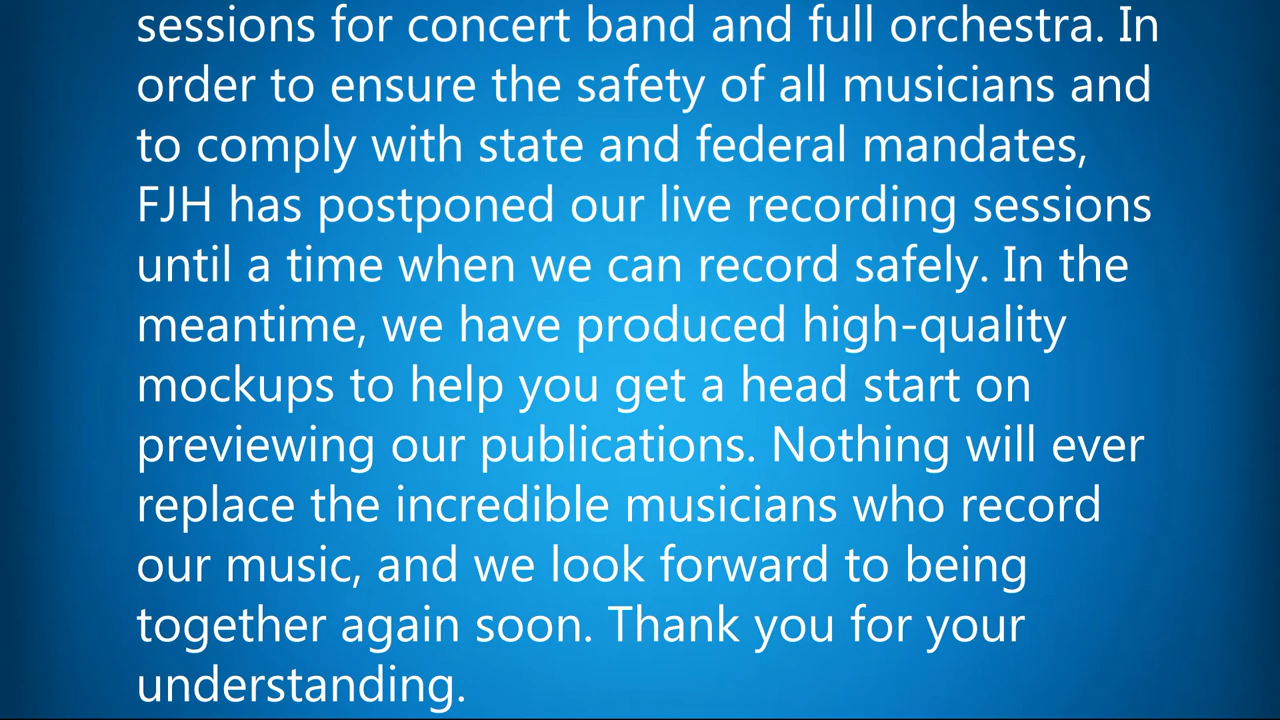 sessions for concert band and full orchestra. In
order to ensure the safety of all musicians and
to comply with state and federal mandates,
FJH has postponed our live recording sessions
until a time when we can record safely. In the
meantime, we have produced high-quality
mockups to help you get a head start on
previewing our publications. Nothing will ever
replace the incredible musicians who record
our music, and we look forward to being
together again soon. Thank you for your
understanding.